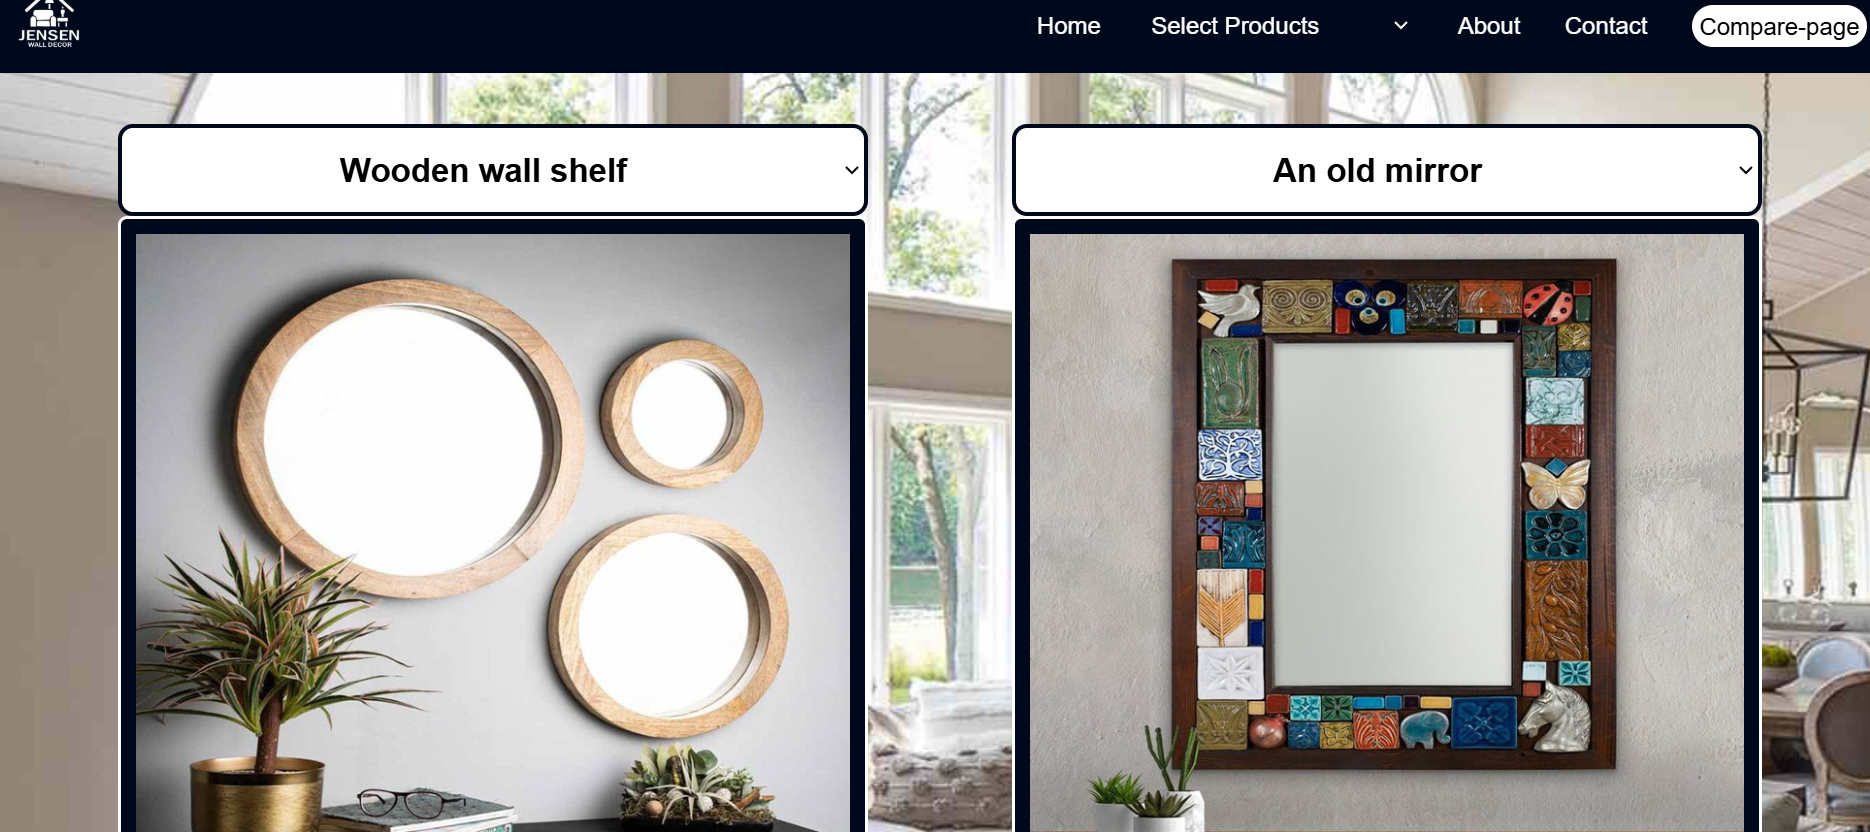 JENSEN
WALL DECOR
Home Select Products About Contact Compare-page
Wooden wall shelf
An old mirror